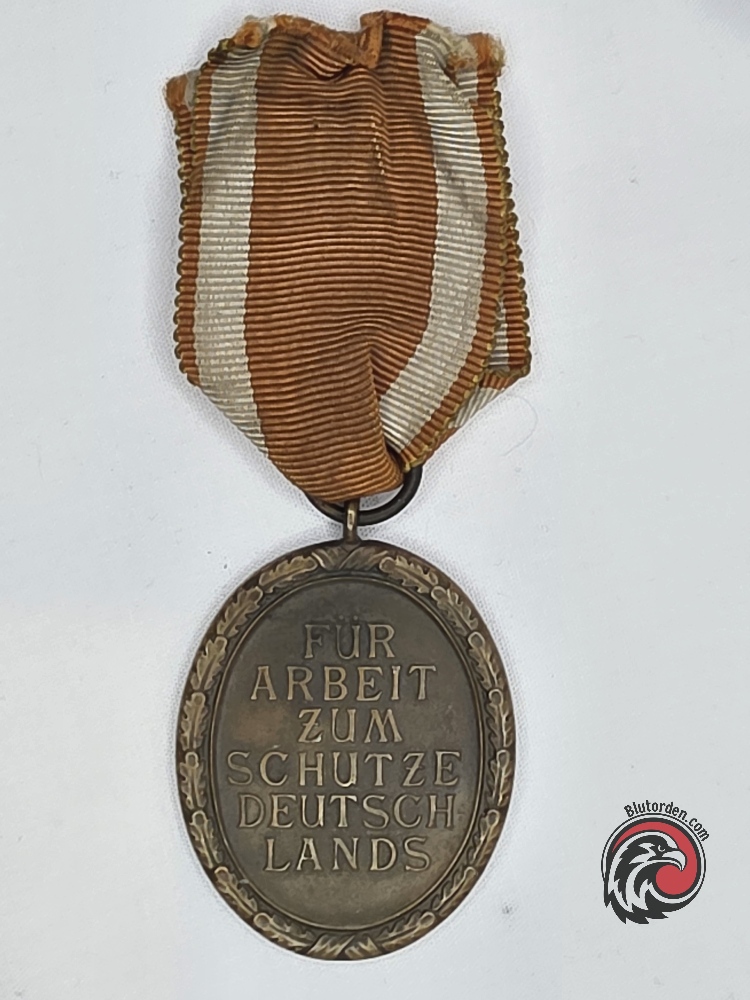 FÜR
ARBEIT
ZUM
SCHUTZE
DEUTSCH
LANDS
Blutorden.com